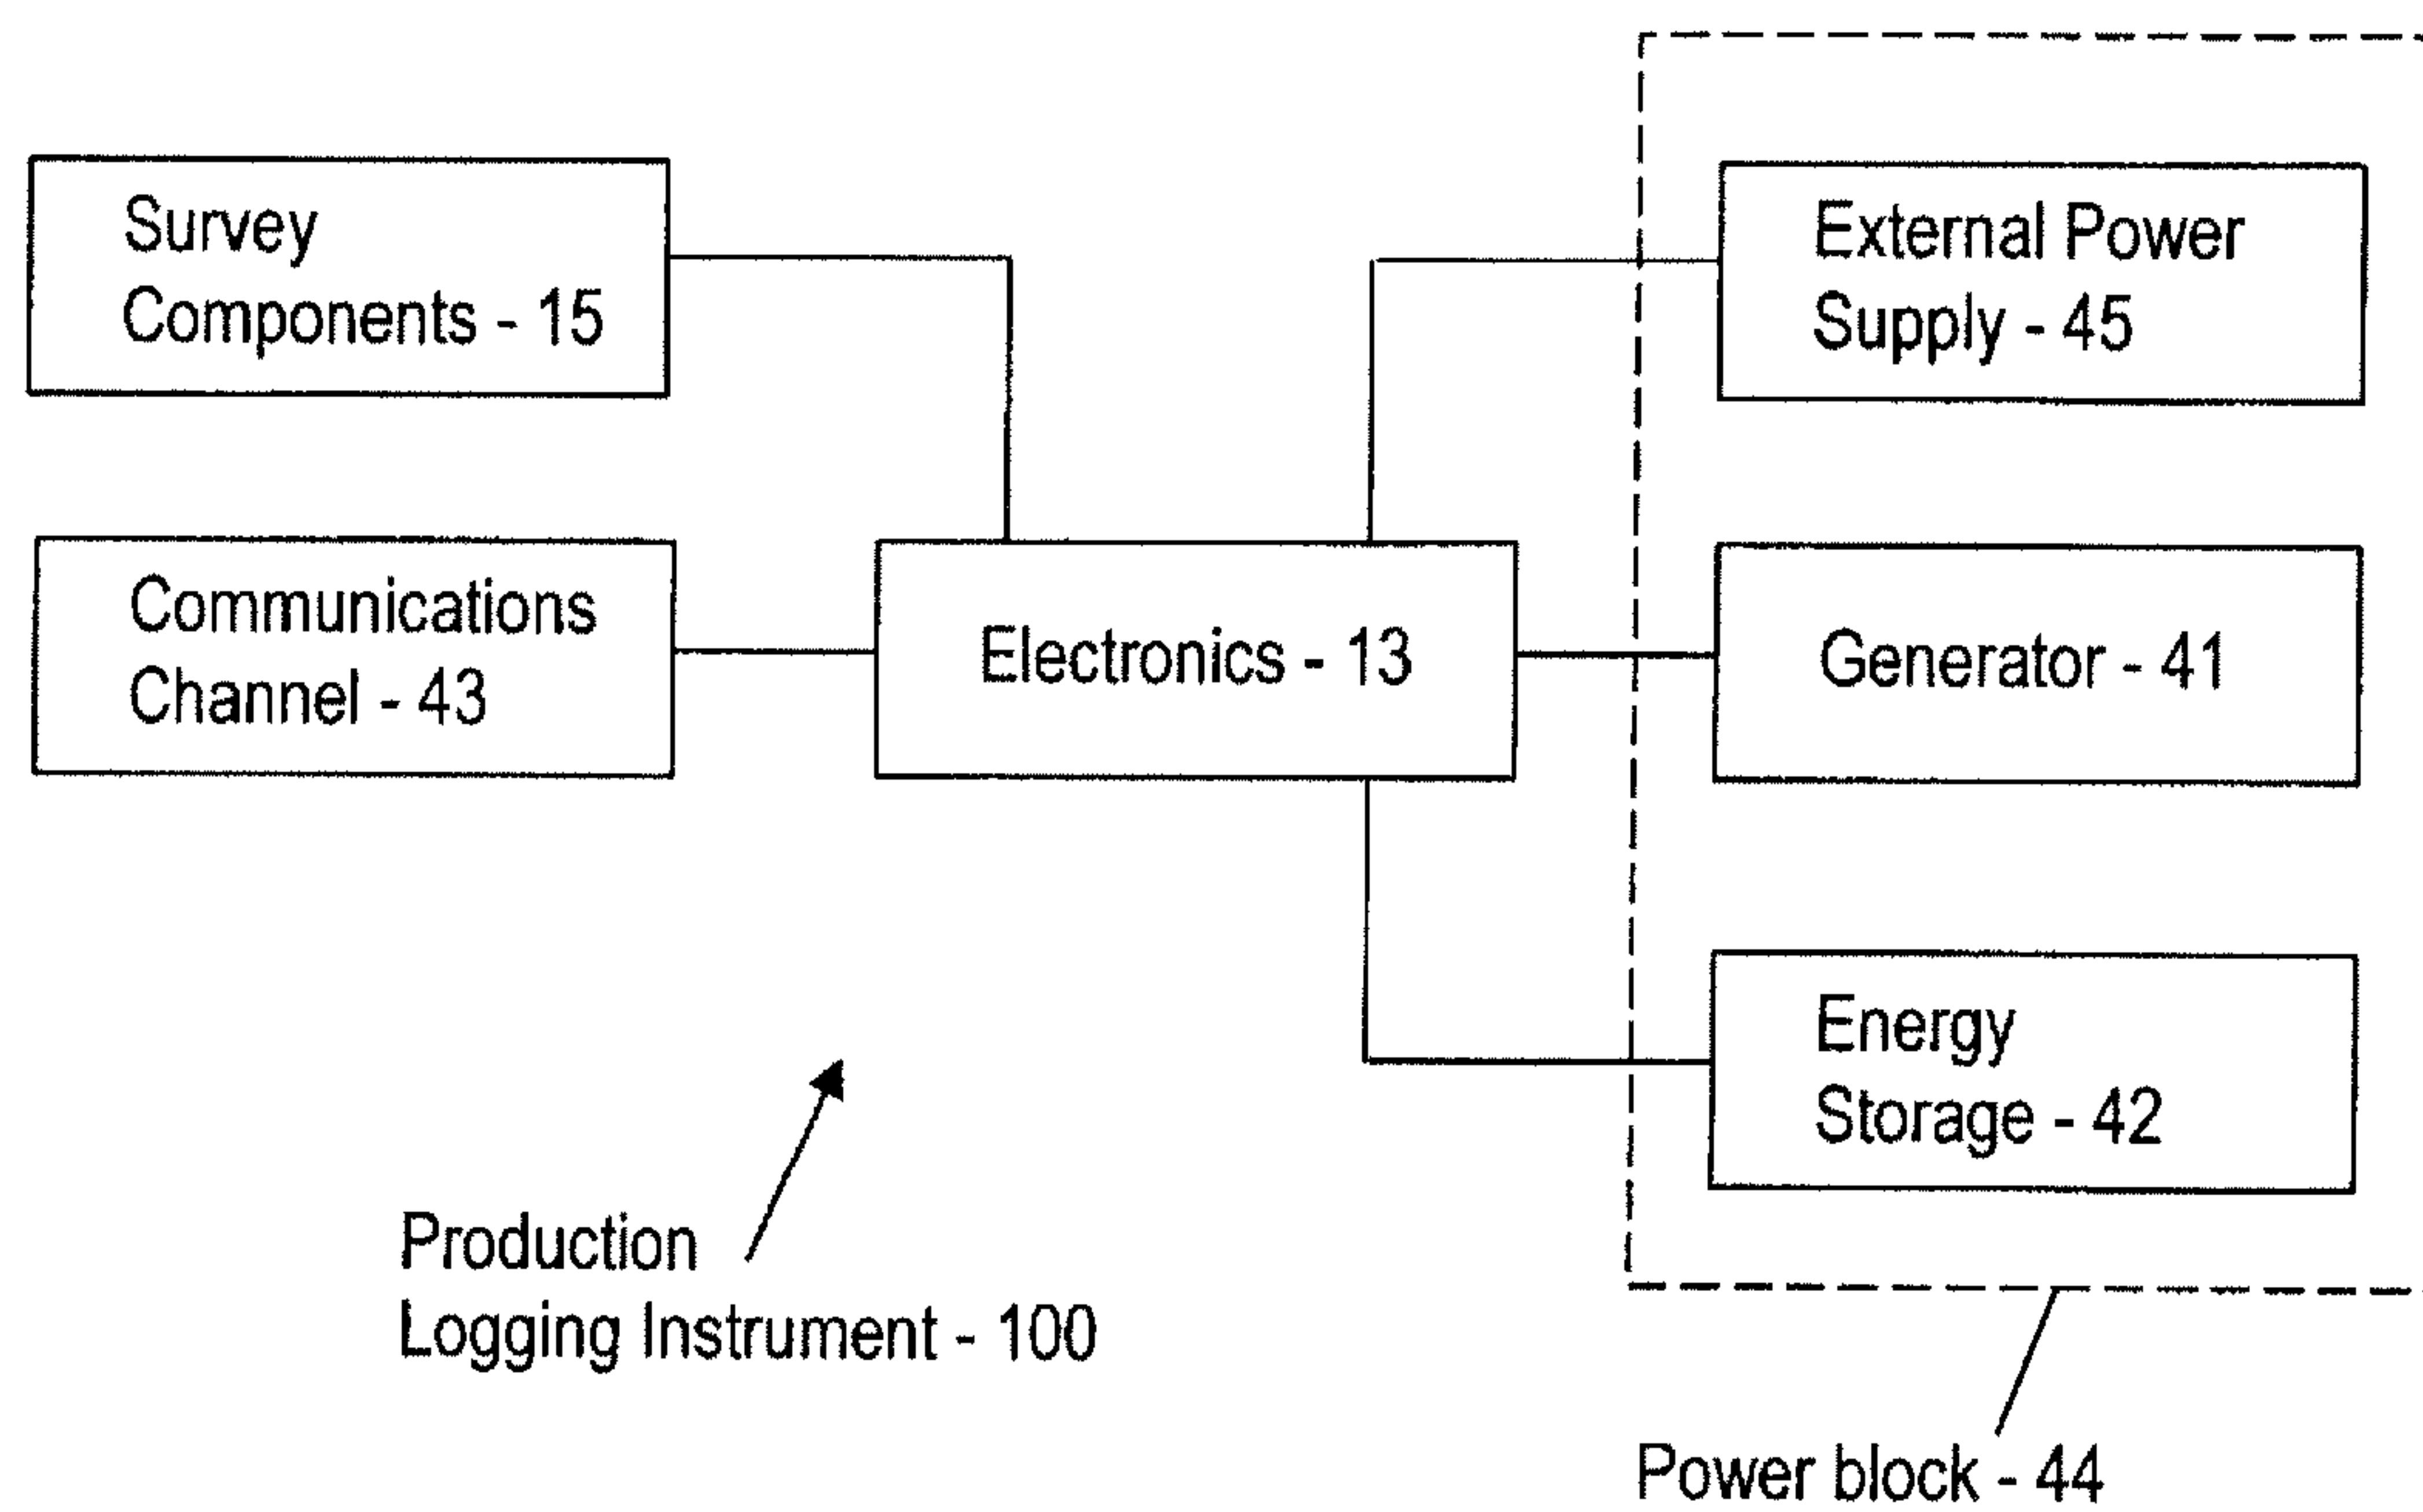 Survey
Components - 15
External Power
Supply - 45
Communications
Channel - 43
Electronics - 13
Generator - 41
Energy
Storage - 42
Production
Logging Instrument - 100
Power block - 44